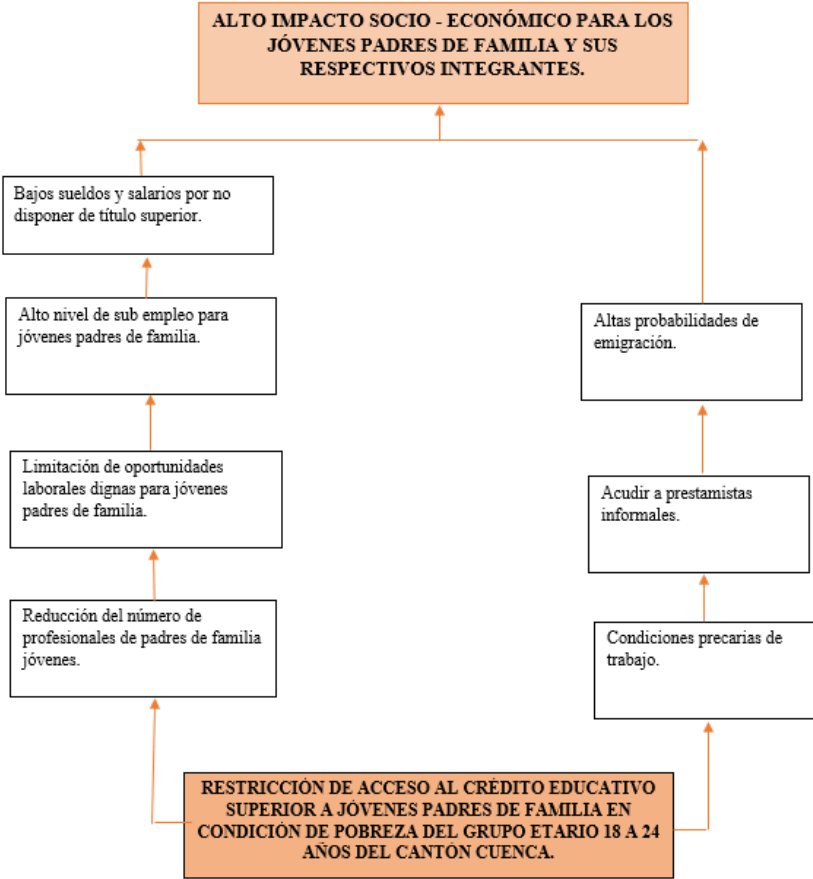 ALTO IMPACTO SOCIO - ECONÓMICO PARA LOS
JÓVENES PADRES DE FAMILIA Y SUS
RESPECTIVOS INTEGRANTES.
Bajos sueldos y salarios por no
disponer de título superior.
Alto nivel de sub empleo para
jóvenes padres de familia.
Limitación de oportunidades
laborales dignas para jóvenes
padres de familia.
Reducción del número de
profesionales de padres de familia
jóvenes.
Altas probabilidades de
emigración.
Acudir a prestamistas
informales.
Condiciones precarias de
trabajo.
RESTRICCIÓN DE ACCESO AL CRÉDITO EDUCATIVO
SUPERIOR A JÓVENES PADRES DE FAMILIA EN
CONDICIÓN DE POBREZA DEL GRUPO ETARIO 18 A 24
AÑOS DEL CANTÓN CUENCA.